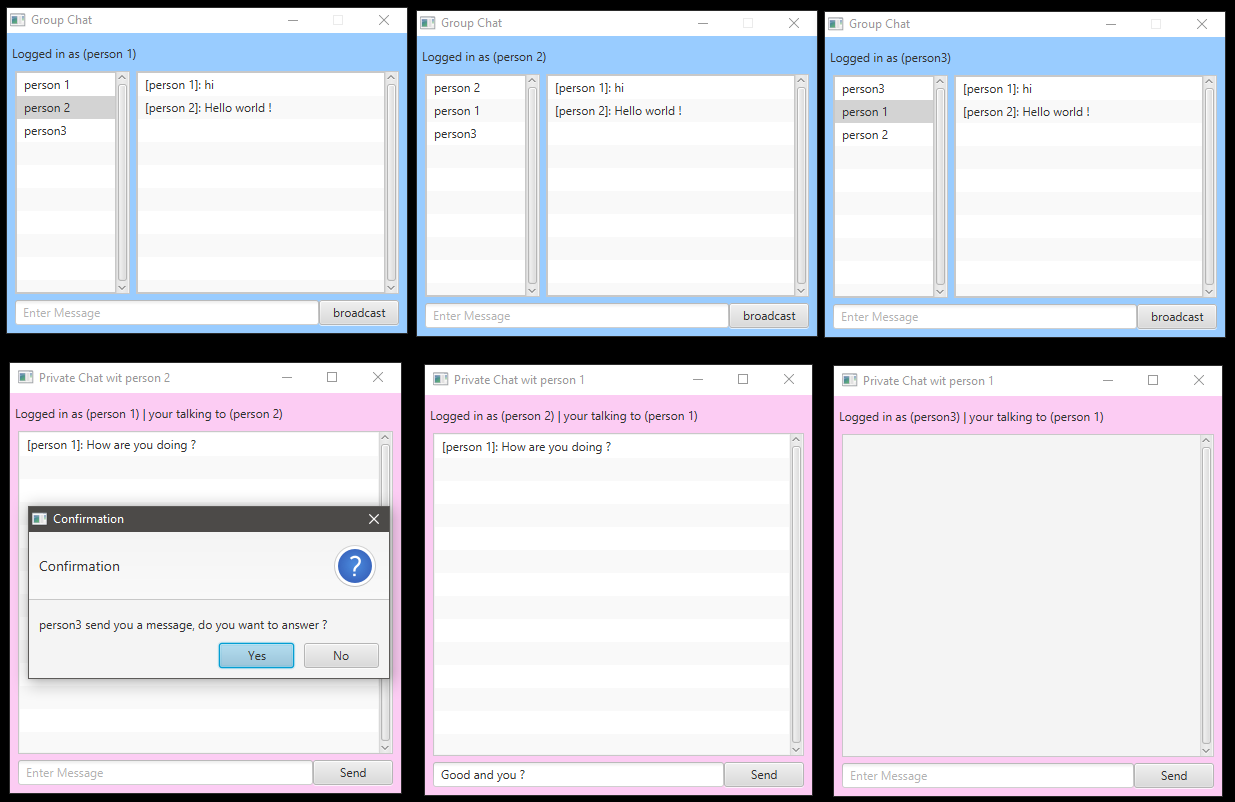 Group Chat
Logged in as (person 1)
person 1
person 2
person3
[person 1]: hi
[person 2]: Hello world !
Enter Message
broadcast
Group Chat
Logged in as (person 2)
person 2
person 1
person3
[person 1]: hi
[person 2]: Hello world !
Enter Message
broadcast
Group Chat
Logged in as (person3)
person3
person 1
person 2
[person 1]: hi
[person 2]: Hello world !
Enter Message
broadcast
Private Chat wit person 2
Logged in as (person 1) | your talking to (person 2)
[person 1]: How are you doing ?
Confirmation
Confirmation
?
person3 send you a message, do you want to answer ?
Yes
No
Enter Message
Send
Private Chat wit person 1
Logged in as (person 2) | your talking to (person 1)
[person 1]: How are you doing ?
Good and you ?
Send
Private Chat wit person 1
Logged in as (person3) | your talking to (person 1)
Enter Message
Send